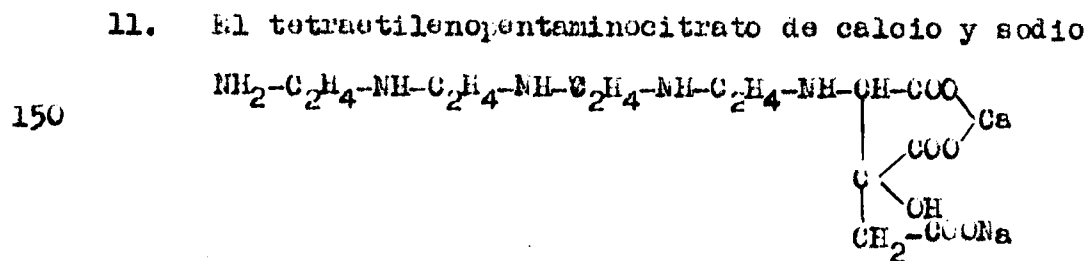 11. El tetraetilenopentaminocitrato de calcio y sodio
NH2-C2H4-NH-C2H4-NH-C2H4-NH-C2H4-NH-CH-COO
150
Ca
COO
C
OH
CH2-COONa